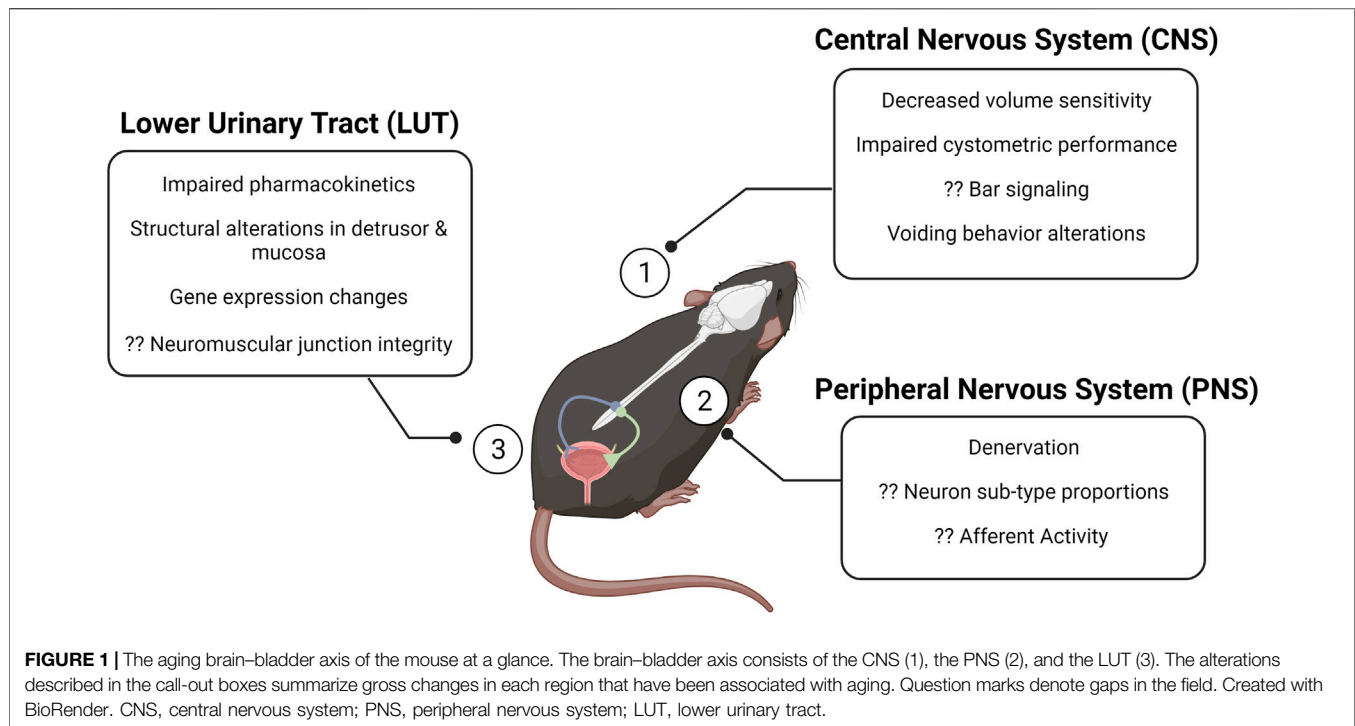 Central Nervous System (CNS)
Decreased volume sensitivity
Impaired cystometric performance
?? Bar signaling
Voiding behavior alterations
Lower Urinary Tract (LUT)
Impaired pharmacokinetics
Structural alterations in detrusor &
mucosa
Gene expression changes
?? Neuromuscular junction integrity
1
2
3
Peripheral Nervous System (PNS)
Denervation
?? Neuron sub-type proportions
?? Afferent Activity
FIGURE 1 | The aging brain–bladder axis of the mouse at a glance. The brain–bladder axis consists of the CNS (1), the PNS (2), and the LUT (3). The alterations
described in the call-out boxes summarize gross changes in each region that have been associated with aging. Question marks denote gaps in the field. Created with
BioRender. CNS, central nervous system; PNS, peripheral nervous system; LUT, lower urinary tract.